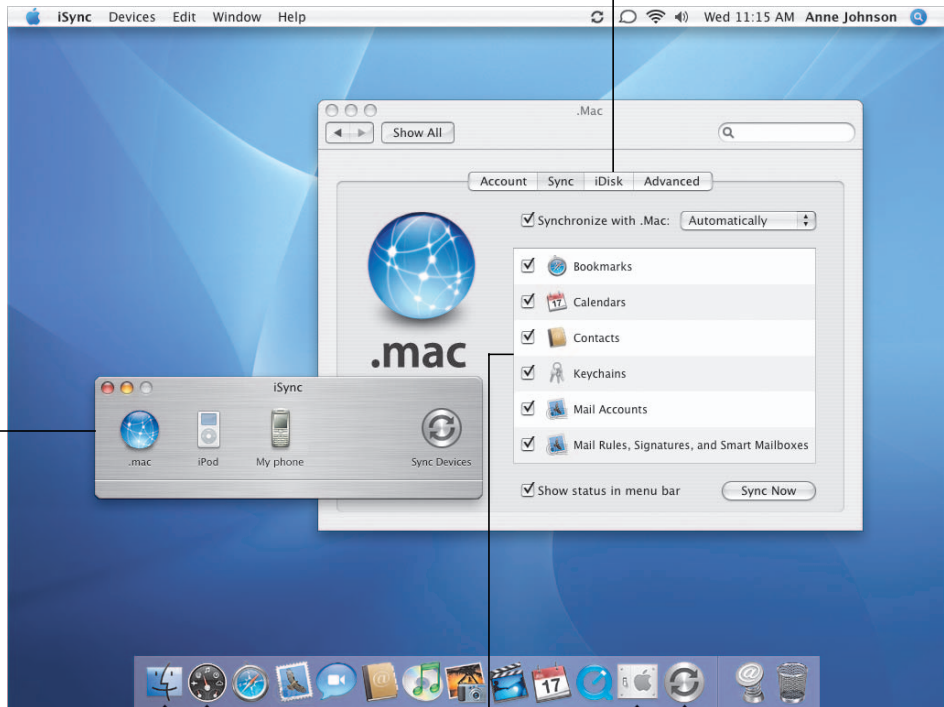 iSync Devices Edit Window Help Wed 11:15 AM Anne Johnson
.Mac
Show All
Account Sync iDisk Advanced
Synchronize with .Mac: Automatically
Bookmarks
17 Calendars
Contacts
.mac
Keychains
iSync
Mail Accounts
Mail Rules, Signatures, and Smart Mailboxes
.mac iPod My phone Sync Devices
Show status in menu bar Sync Now
@ 17 @